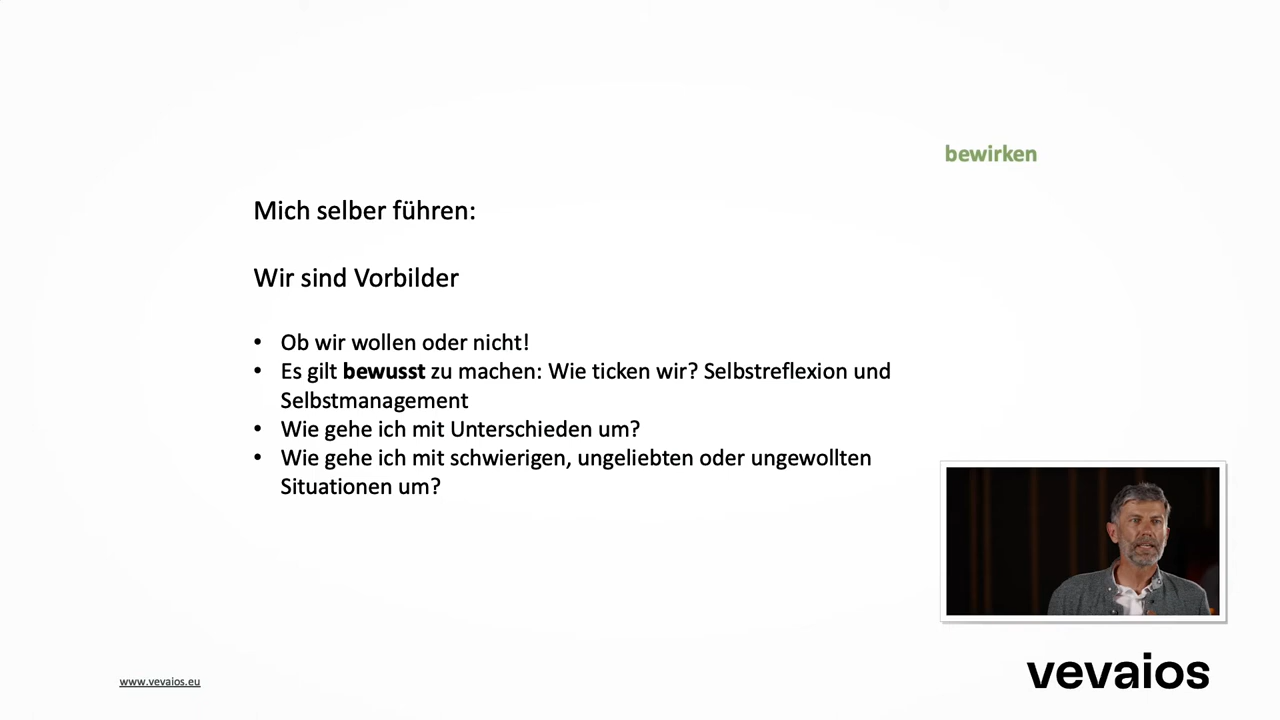 bewirken
Mich selber führen:
Wir sind Vorbilder
• Ob wir wollen oder nicht!
• Es gilt bewusst zu machen: Wie ticken wir? Selbstreflexion und
Selbstmanagement
• Wie gehe ich mit Unterschieden um?
• Wie gehe ich mit schwierigen, ungeliebten oder ungewollten
Situationen um?
www.vevaios.eu
vevaios